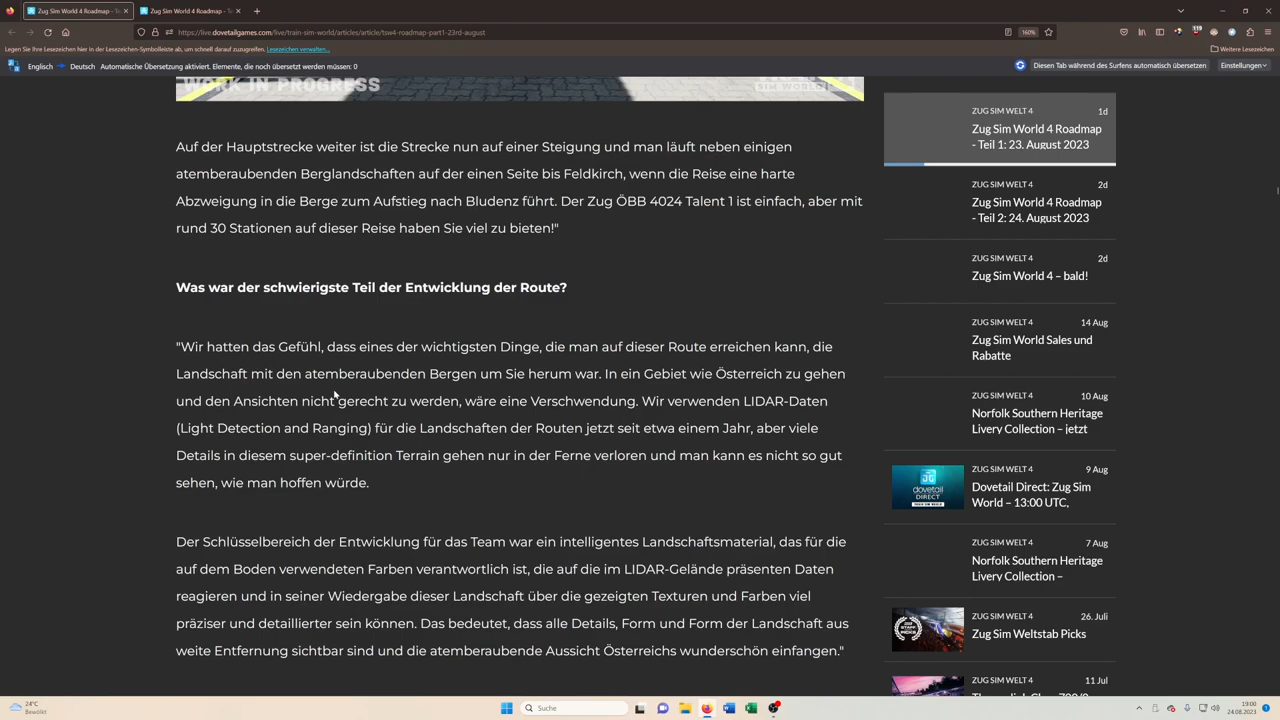 Zug Sim World 4 Roadmap - T
Zug Sim World 4 Roadmap - T
https://live.dovetailgames.com/live/train-sim-world/articles/article/tsw4-roadmap-part1-23rd-august
160%
119
Legen Sie Ihre Lesezeichen hier in der Lesezeichen-Symbolleiste ab, um schnell darauf zuzugreifen. Lesezeichen verwalten...
Weitere Lesezeichen
Englisch Deutsch Automatische Übersetzung aktiviert. Elemente, die noch übersetzt werden müssen: 0
Diesen Tab während des Surfens automatisch übersetzen
Einstellungen
WORK IN PROGRESS
SIM WORLD
Auf der Hauptstrecke weiter ist die Strecke nun auf einer Steigung und man läuft neben einigen
atemberaubenden Berglandschaften auf der einen Seite bis Feldkirch, wenn die Reise eine harte
Abzweigung in die Berge zum Aufstieg nach Bludenz führt. Der Zug ÖBB 4024 Talent 1 ist einfach, aber mit
rund 30 Stationen auf dieser Reise haben Sie viel zu bieten!"
Was war der schwierigste Teil der Entwicklung der Route?
"Wir hatten das Gefühl, dass eines der wichtigsten Dinge, die man auf dieser Route erreichen kann, die
Landschaft mit den atemberaubenden Bergen um Sie herum war. In ein Gebiet wie Österreich zu gehen
und den Ansichten nicht gerecht zu werden, wäre eine Verschwendung. Wir verwenden LIDAR-Daten
(Light Detection and Ranging) für die Landschaften der Routen jetzt seit etwa einem Jahr, aber viele
Details in diesem super-definition Terrain gehen nur in der Ferne verloren und man kann es nicht so gut
sehen, wie man hoffen würde.
Der Schlüsselbereich der Entwicklung für das Team war ein intelligentes Landschaftsmaterial, das für die
auf dem Boden verwendeten Farben verantwortlich ist, die auf die im LIDAR-Gelände präsenten Daten
reagieren und in seiner Wiedergabe dieser Landschaft über die gezeigten Texturen und Farben viel
präziser und detaillierter sein können. Das bedeutet, dass alle Details, Form und Form der Landschaft aus
weite Entfernung sichtbar sind und die atemberaubende Aussicht Österreichs wunderschön einfangen."
ZUG SIM WELT 4 1d
Zug Sim World 4 Roadmap
- Teil 1: 23. August 2023
ZUG SIM WELT 4 2d
Zug Sim World 4 Roadmap
- Teil 2: 24. August 2023
ZUG SIM WELT 4 2d
Zug Sim World 4 – bald!
ZUG SIM WELT 4 14 Aug
Zug Sim World Sales und
Rabatte
ZUG SIM WELT 4 10 Aug
Norfolk Southern Heritage
Livery Collection – jetzt
ZUG SIM WELT 4 9 Aug
dovetail
DIRECT
Dovetail Direct: Zug Sim
World – 13:00 UTC,
ZUG SIM WELT 4 7 Aug
Norfolk Southern Heritage
Livery Collection –
ZUG SIM WELT 4 26. Juli
STAFF
PICKS
Zug Sim Weltstab Picks
ZUG SIM WELT 4 11 Jul
24°C
Bewölkt
Suche
19:00
24.08.2023